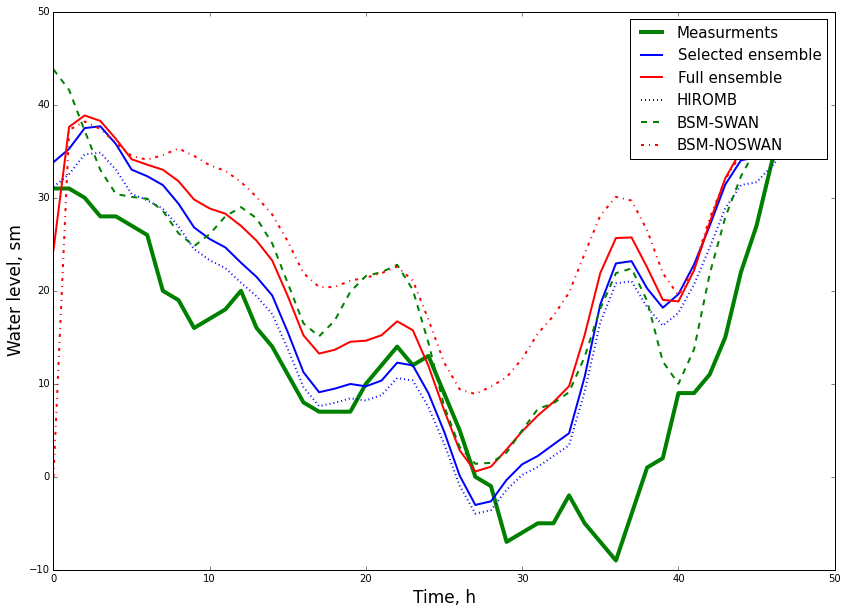 50
40
30
20
10
0
−10
Water level, sm
0
10
20
30
40
50
Time, h
Measurments
Selected ensemble
Full ensemble
HIROMB
BSM-SWAN
BSM-NOSWAN